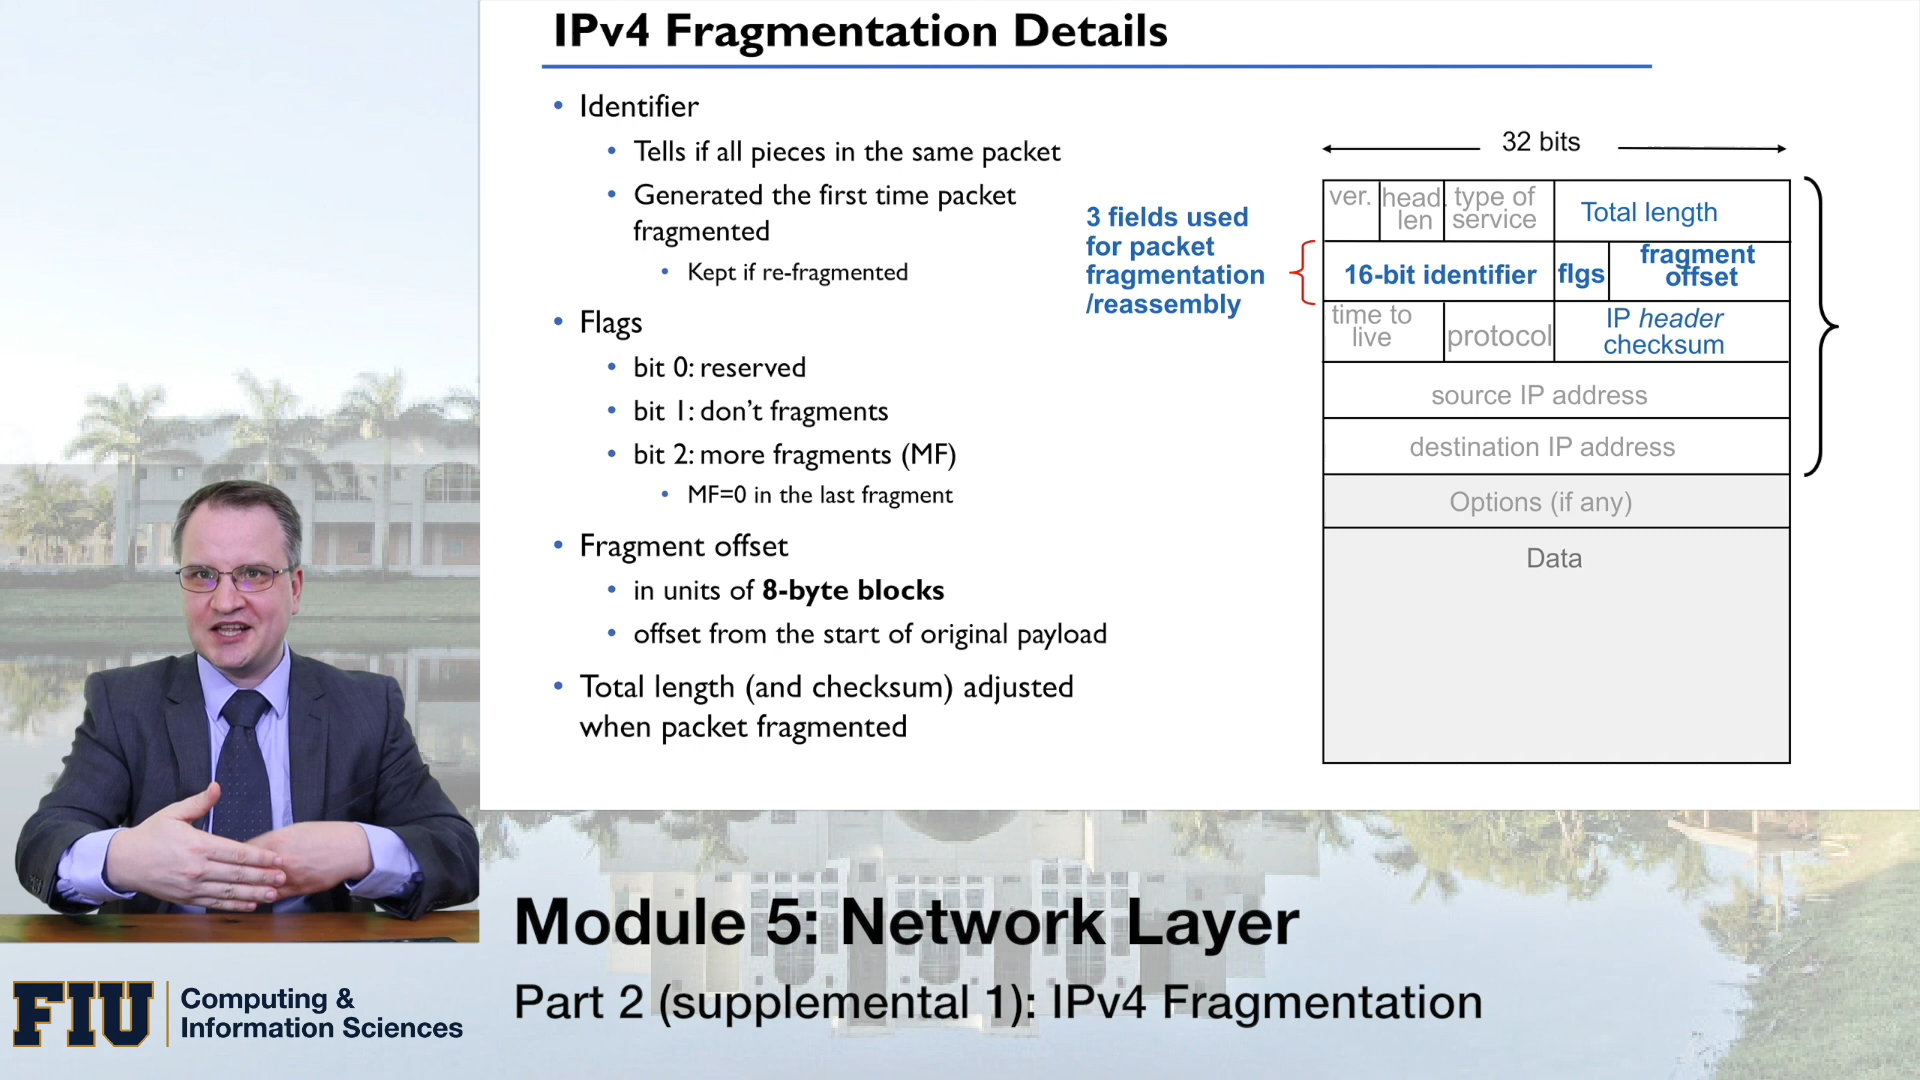 IPv4 Fragmentation Details
• Identifier
• Tells if all pieces in the same packet
• Generated the first time packet
fragmented
• Kept if re-fragmented
• Flags
• bit 0: reserved
• bit 1: don't fragments
• bit 2: more fragments (MF)
• MF=0 in the last fragment
• Fragment offset
• in units of 8-byte blocks
• offset from the start of original payload
• Total length (and checksum) adjusted
when packet fragmented
3 fields used
for packet
fragmentation
/reassembly
32 bits
ver.
head.
len
type of
service
Total length
16-bit identifier
flgs
fragment
offset
time to
live
protocol
IP header
checksum
source IP address
destination IP address
Options (if any)
Data
Module 5: Network Layer
Part 2 (supplemental 1): IPv4 Fragmentation
FIU
Computing &
Information Sciences